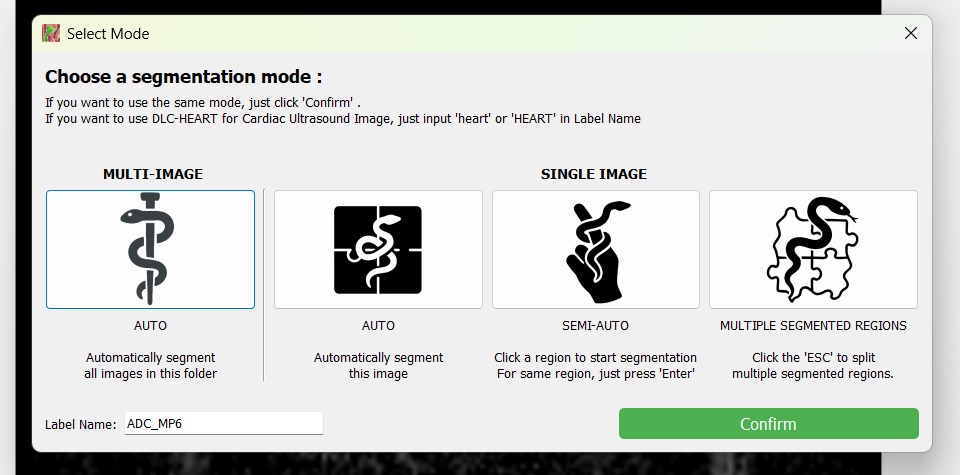 Select Mode
Choose a segmentation mode :
If you want to use the same mode, just click 'Confirm' .
If you want to use DLC-HEART for Cardiac Ultrasound Image, just input 'heart' or 'HEART' in Label Name
MULTI-IMAGE
SINGLE IMAGE
AUTO
Automatically segment
all images in this folder
AUTO
Automatically segment
this image
SEMI-AUTO
Click a region to start segmentation
For same region, just press 'Enter'
MULTIPLE SEGMENTED REGIONS
Click the 'ESC' to split
multiple segmented regions.
Label Name: ADC_MP6
Confirm